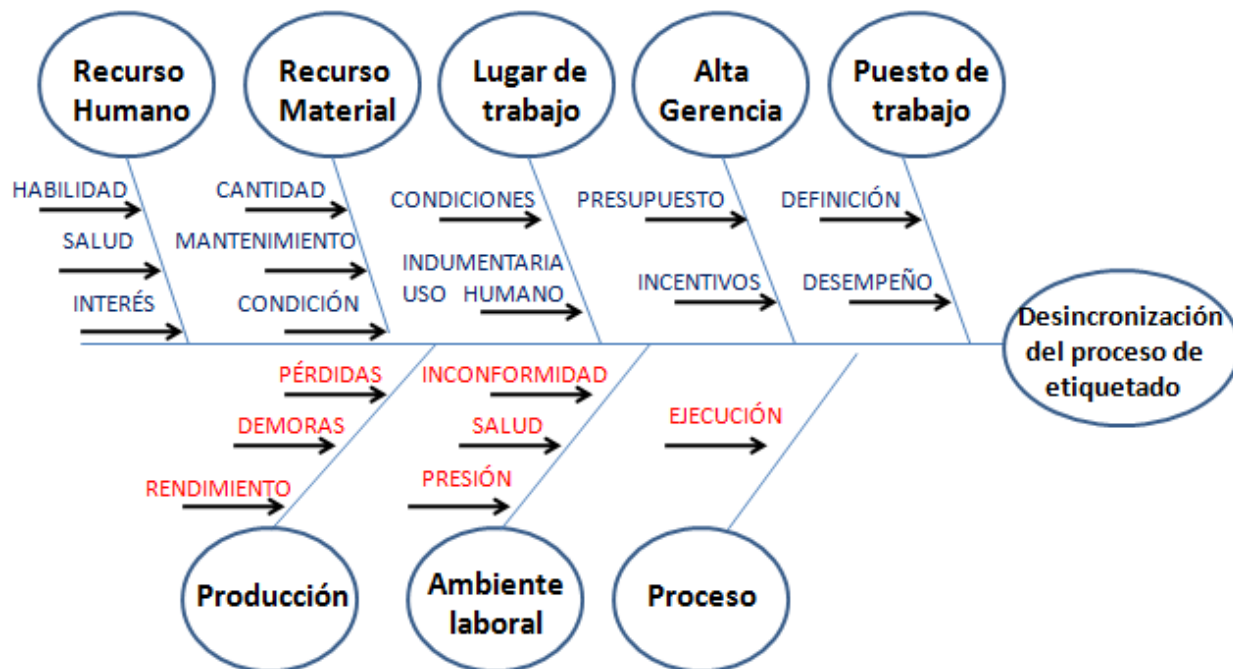 Recurso
Humano
Recurso
Material
Lugar de
trabajo
Alta
Gerencia
Puesto de
trabajo
HABILIDAD
SALUD
INTERÉS
CANTIDAD
MANTENIMIENTO
CONDICIÓN
CONDICIONES
INDUMENTARIA
USO HUMANO
PRESUPUESTO
INCENTIVOS
DEFINICIÓN
DESEMPEÑO
Desincronización
del proceso de
etiquetado
PÉRDIDAS
DEMORAS
RENDIMIENTO
INCONFORMIDAD
SALUD
PRESIÓN
EJECUCIÓN
Producción
Ambiente
laboral
Proceso